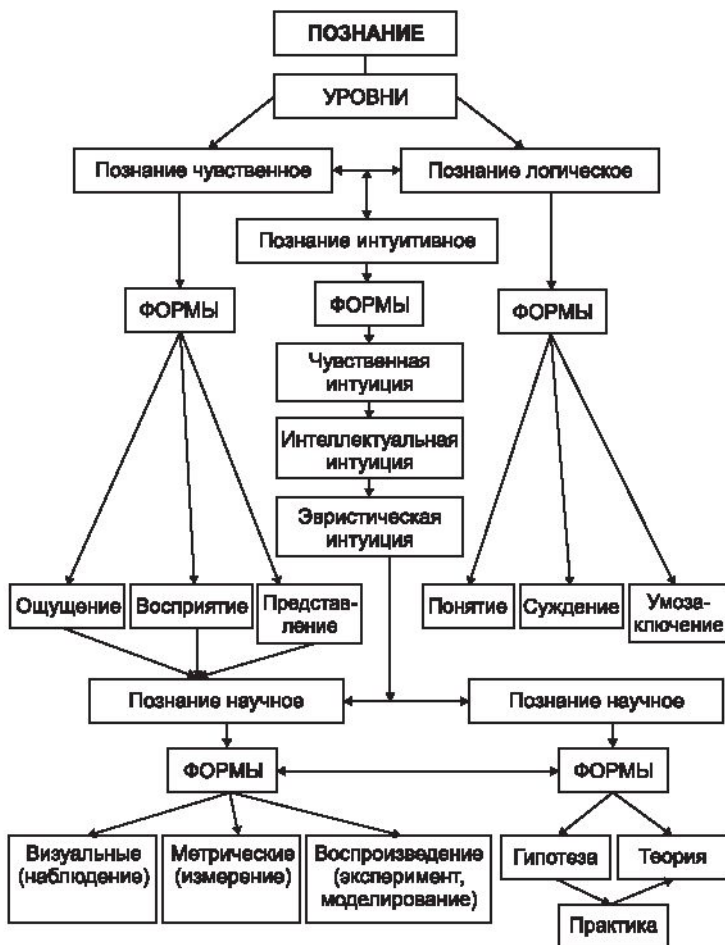 ПОЗНАНИЕ
УРОВНИ
Познание чувственное
Познание логическое
Познание интуитивное
ФОРМЫ
ФОРМЫ
ФОРМЫ
Чувственная
интуиция
Интеллектуальная
интуиция
Эвристическая
интуиция
Ощущение
Восприятие
Представ-
ление
Понятие
Суждение
Умоза-
ключение
Познание научное
Познание научное
ФОРМЫ
ФОРМЫ
Визуальные
(наблюдение)
Метрические
(измерение)
Воспроизведение
(эксперимент,
моделирование)
Гипотеза
Теория
Практика